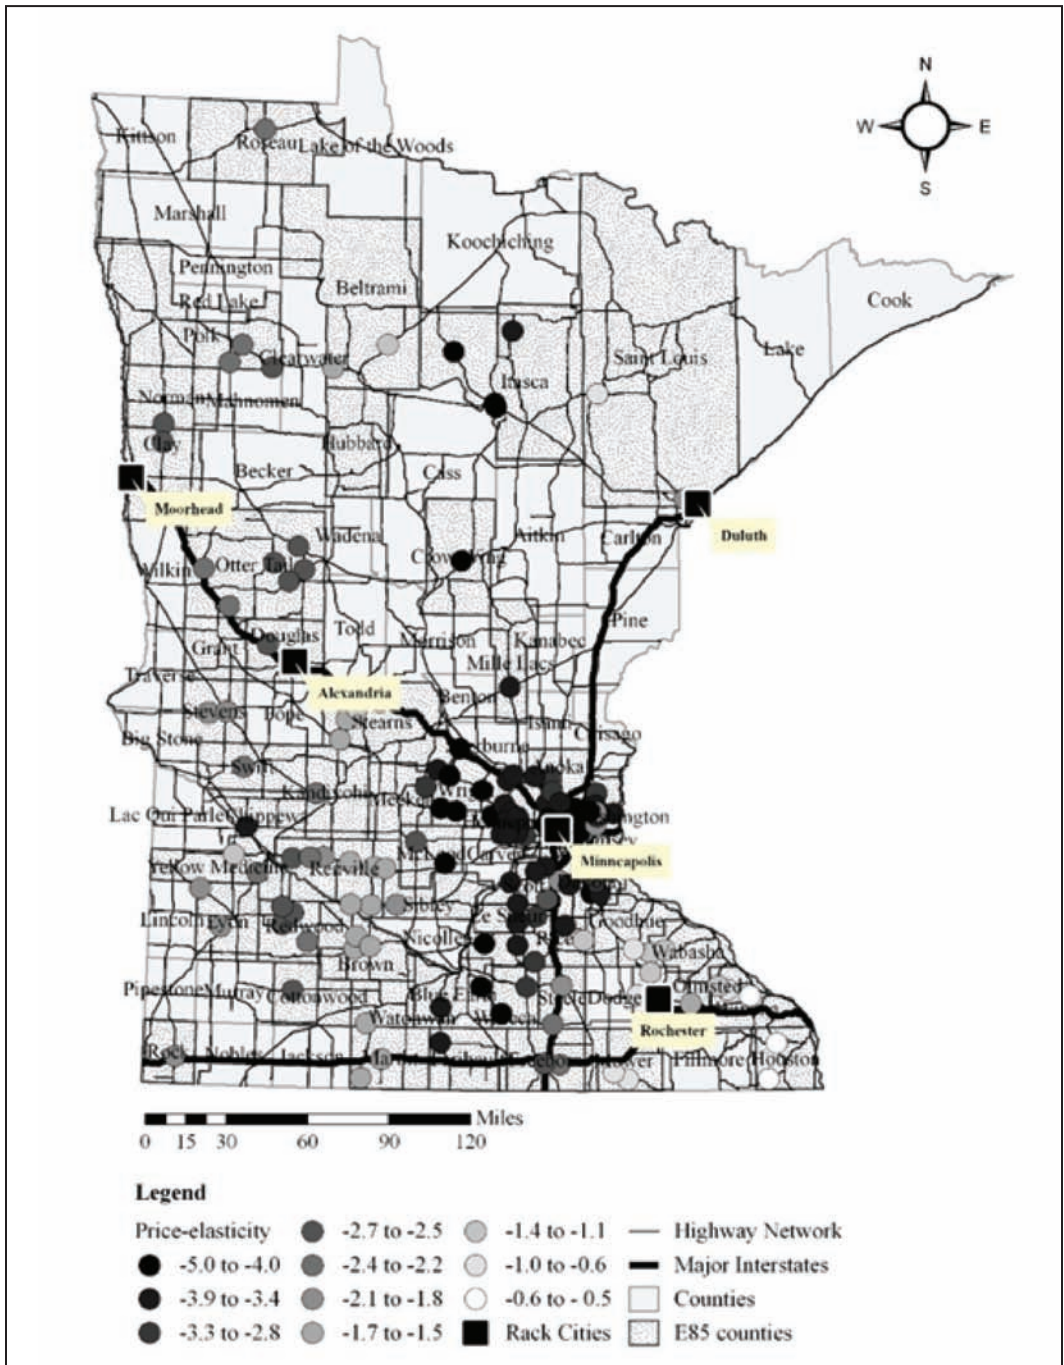 N
W E
S
Kittson
Roseau Lake of the Woods
Marshall
Koochiching
Pennington
Beltrami
Red Lake
Cook
Polk
Clearwater
Saint Louis
Lake
Itasca
Norman Mahnomen
Clay
Hubbard
Becker
Cass
Moorhead
Duluth
Wadena
Aitkin
Carlton
Crow Wing
Wilkin
Otter Tail
Pine
Todd
Douglas
Morrison
Kanabec
Grant
Mille Lacs
Traverse
Alexandria
Benton
Stevens
Pope
Stearns
Isanti
Chisago
Big Stone
Swift
Anoka
Kandiyohi
Meeker
Lac Qui Parle Chippewa
Minneapolis
Yellow Medicine
Renville
McLeod Carver
Lincoln Lyon
Redwood
Sibley
Le Sueur
Goodhue
Nicollet
Rice
Wabasha
Brown
Pipestone Murray
Cottonwood
Blue Earth
Steele Dodge
Olmsted
Watonwan
Waseca
Rochester
Rock
Nobles
Jackson
Fillmore Houston
Miles
0 15 30 60 90 120
Legend
Price-elasticity
-5.0 to -4.0
-3.9 to -3.4
-3.3 to -2.8
-2.7 to -2.5
-2.4 to -2.2
-2.1 to -1.8
-1.7 to -1.5
-1.4 to -1.1
-1.0 to -0.6
-0.6 to - 0.5
Rack Cities
Highway Network
Major Interstates
Counties
E85 counties